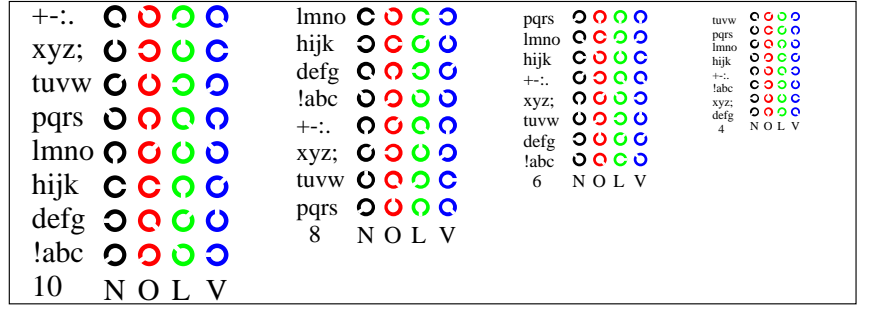 +-:.
xyz;
tuvw
pqrs
lmno
hijk
defg
!abc
10 N O L V
lmno
hijk
defg
!abc
+-:.
xyz;
tuvw
pqrs
8 N O L V
pqrs
lmno
hijk
+-:.
xyz;
tuvw
defg
!abc
6 N O L V
tuvw
pqrs
lmno
hijk
+-:.
!abc
xyz;
defg
4 N O L V